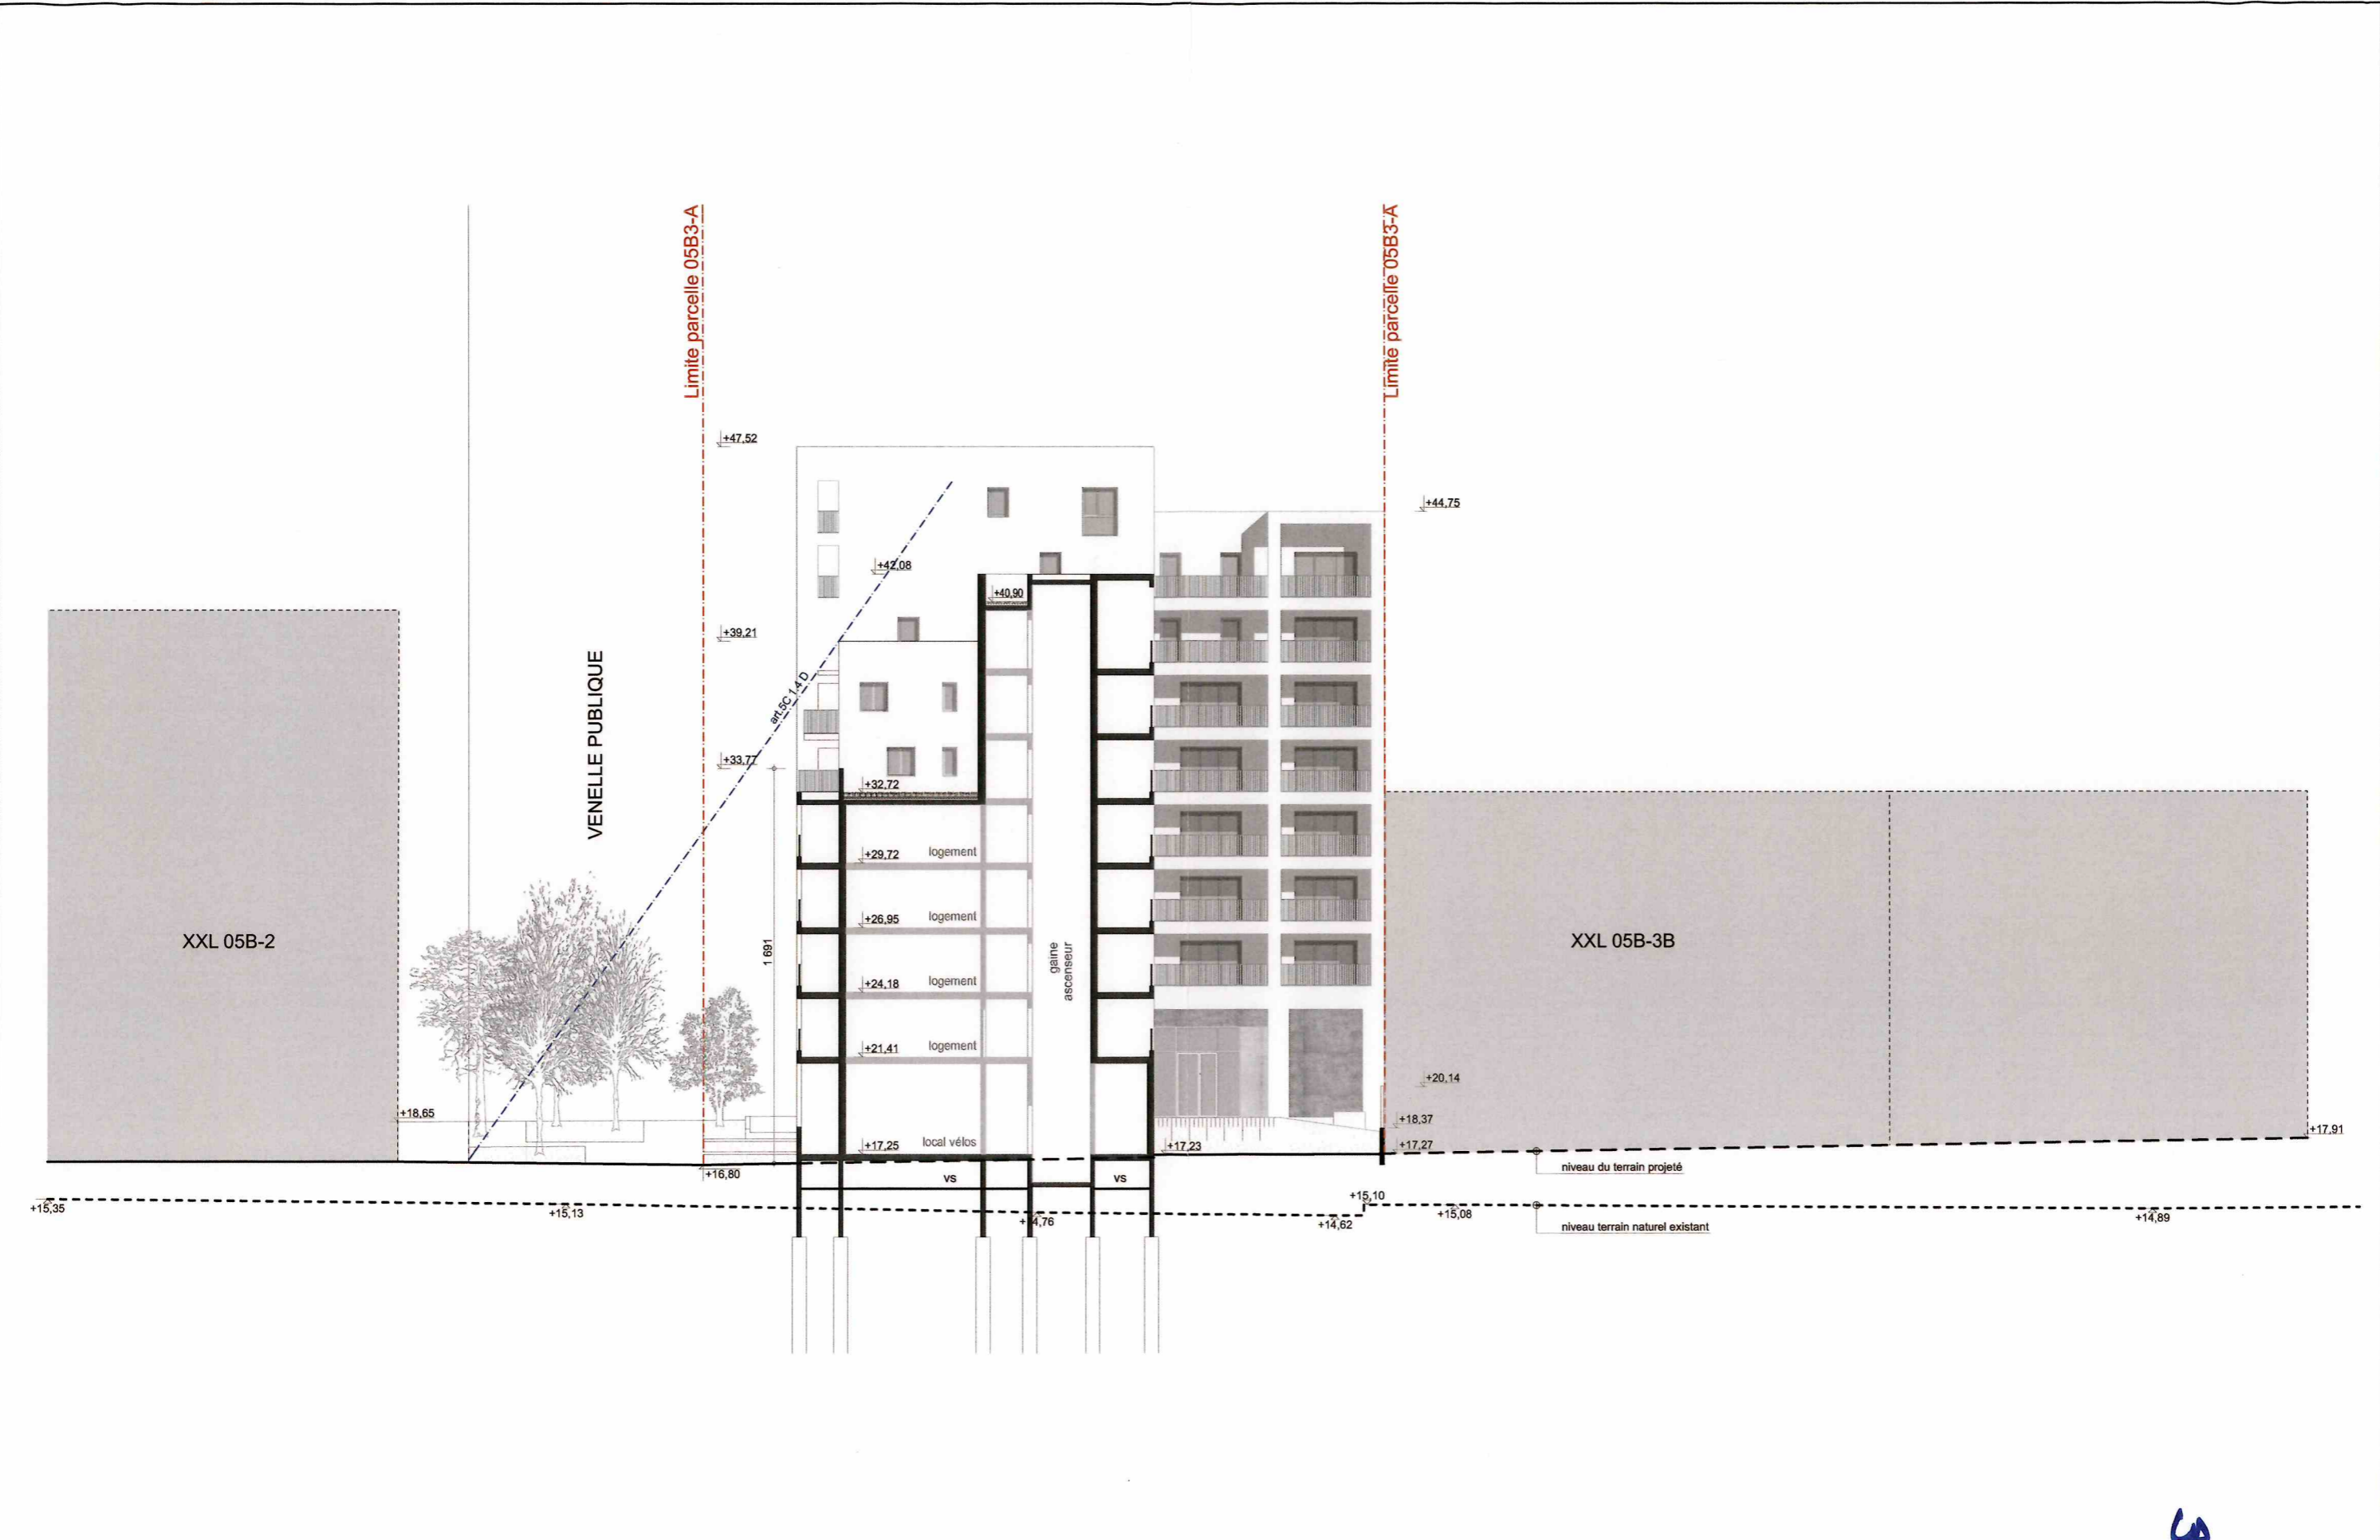 Limite parcelle 05B3-A
Limite parcelle 05B3-A
+47,52
+44,75
+42,08
+40,90
+39,21
art.5C 1.4 D
VENELLE PUBLIQUE
+33,77
+32,72
+29,72 logement
+26,95 logement
XXL 05B-2
XXL 05B-3B
1 691
gaine
ascenseur
+24,18 logement
+21,41 logement
+20,14
+18,65
+18,37
+17,91
+17,25 local vélos
+17,23
+17,27
+16,80
vs
vs
niveau du terrain projeté
+15,35
+15,13
+15,10
+14,62
+15,08
+14,89
niveau terrain naturel existant